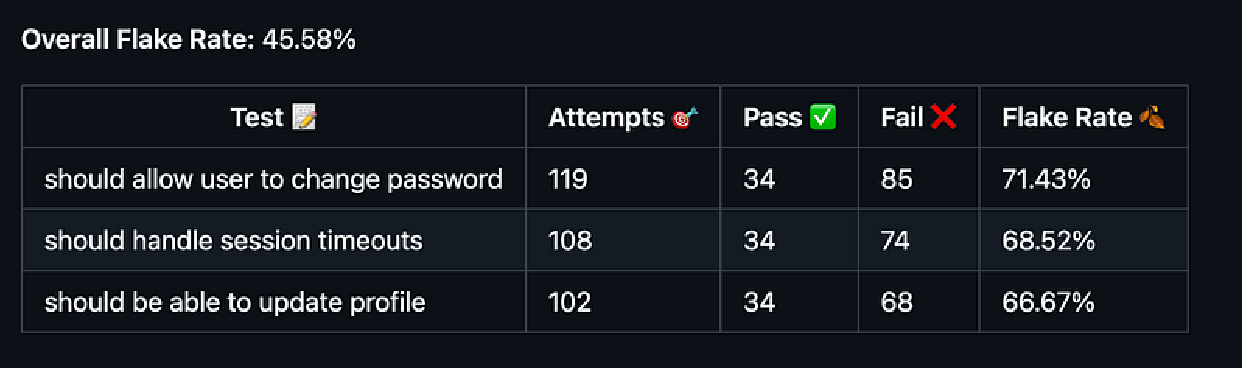 Overall Flake Rate: 45.58%
Test 📝 Attempts 🎯 Pass ✅ Fail ❌ Flake Rate 🍂
should allow user to change password 119 34 85 71.43%
should handle session timeouts 108 34 74 68.52%
should be able to update profile 102 34 68 66.67%